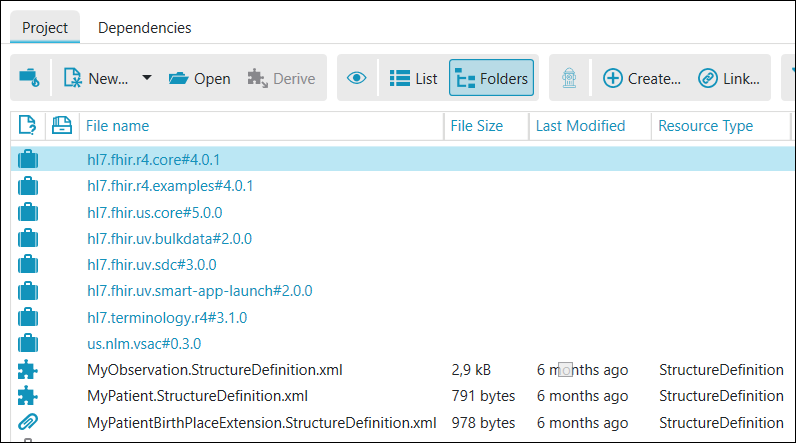 Project Dependencies
New... Open Derive List Folders Create... Link...
File name File Size Last Modified Resource Type
hl7.fhir.r4.core#4.0.1
hl7.fhir.r4.examples#4.0.1
hl7.fhir.us.core#5.0.0
hl7.fhir.uv.bulkdata#2.0.0
hl7.fhir.uv.sdc#3.0.0
hl7.fhir.uv.smart-app-launch#2.0.0
hl7.terminology.r4#3.1.0
us.nlm.vsac#0.3.0
MyObservation.StructureDefinition.xml 2,9 kB 6 months ago StructureDefinition
MyPatient.StructureDefinition.xml 791 bytes 6 months ago StructureDefinition
MyPatientBirthPlaceExtension.StructureDefinition.xml 978 bytes 6 months ago StructureDefinition